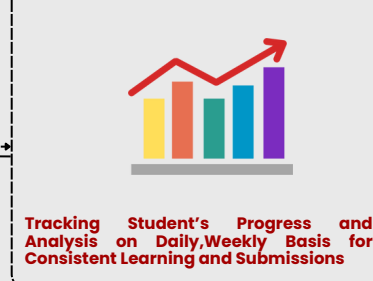 Tracking Student's Progress and
Analysis on Daily,Weekly Basis for
Consistent Learning and Submissions